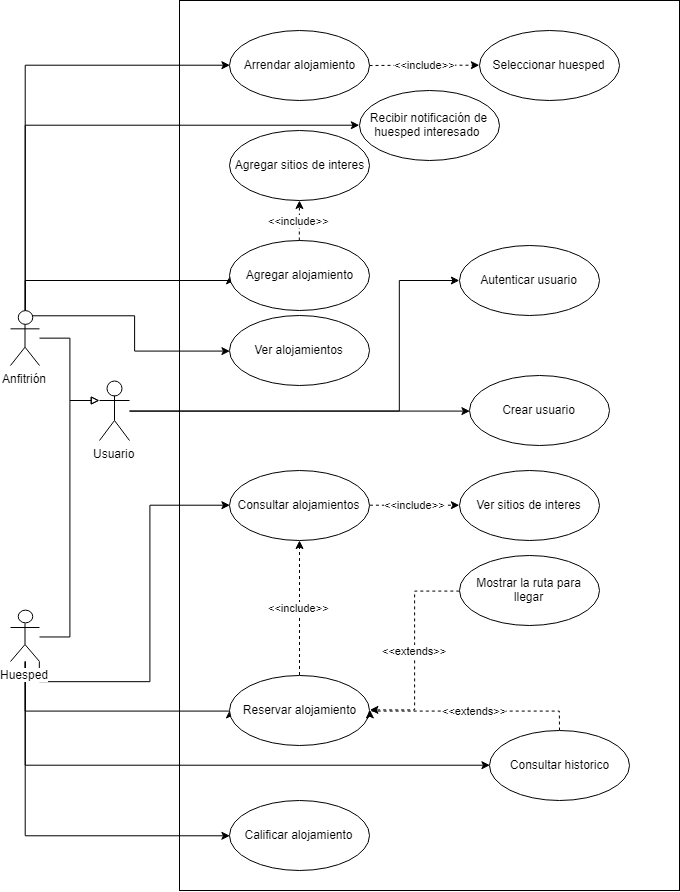 Arrendar alojamiento
<<include>>
Seleccionar huesped
Recibir notificación de
huesped interesado
Agregar sitios de interes
<<include>>
Agregar alojamiento
Autenticar usuario
Ver alojamientos
Anfitrión
Crear usuario
Usuario
Consultar alojamientos
<<include>>
Ver sitios de interes
Mostrar la ruta para
llegar
<<include>>
<<extends>>
Huesped
Reservar alojamiento
<<extends>>
Consultar historico
Calificar alojamiento